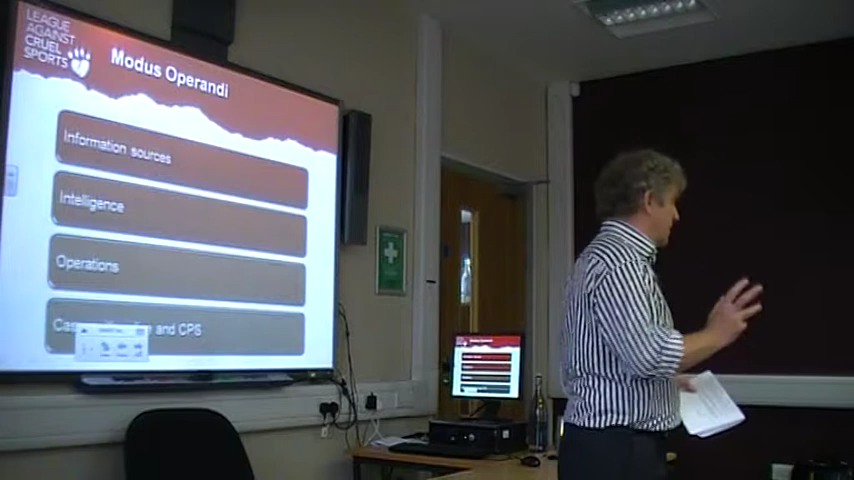 LEAGUE
AGAINST
CRUEL
SPORTS
Modus Operandi
Information sources
Intelligence
Operations
and CPS